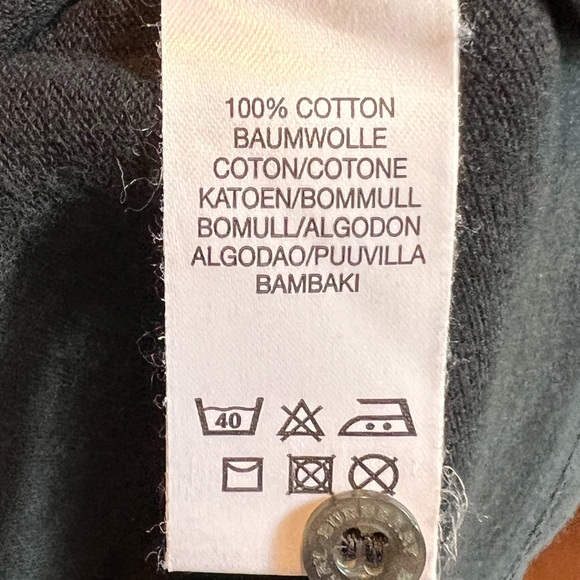 100% COTTON
BAUMWOLLE
COTON/COTONE
KATOEN/BOMMULL
BOMULL/ALGODON
ALGODAO/PUUVILLA
BAMBAKI
40